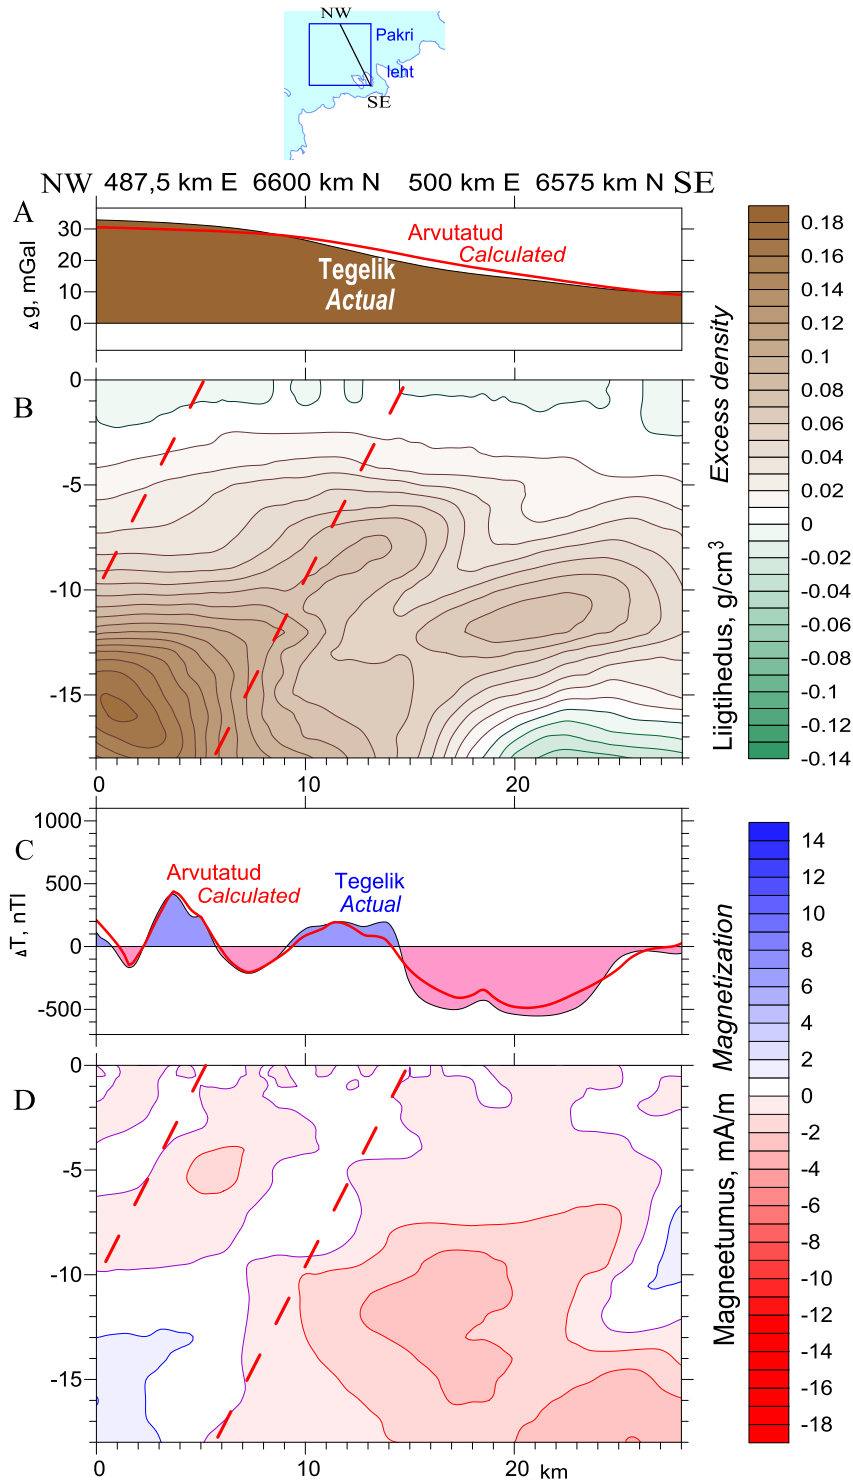 NW
Pakri
leht
SE
NW 487,5 km E 6600 km N 500 km E 6575 km N SE
A
Δ g, mGal
30
20
10
0
Arvutatud
Calculated
Tegelik
Actual
B
0
-5
-10
-15
0 10 20
Liigtihedus, g/cm³ Excess density
0.18
0.16
0.14
0.12
0.1
0.08
0.06
0.04
0.02
0
-0.02
-0.04
-0.06
-0.08
-0.1
-0.12
-0.14
C
ΔT, nTl
1000
500
0
-500
Arvutatud
Calculated
Tegelik
Actual
D
0
-5
-10
-15
0 10 20 km
Magneetumus, mA/m Magnetization
14
12
10
8
6
4
2
0
-2
-4
-6
-8
-10
-12
-14
-16
-18